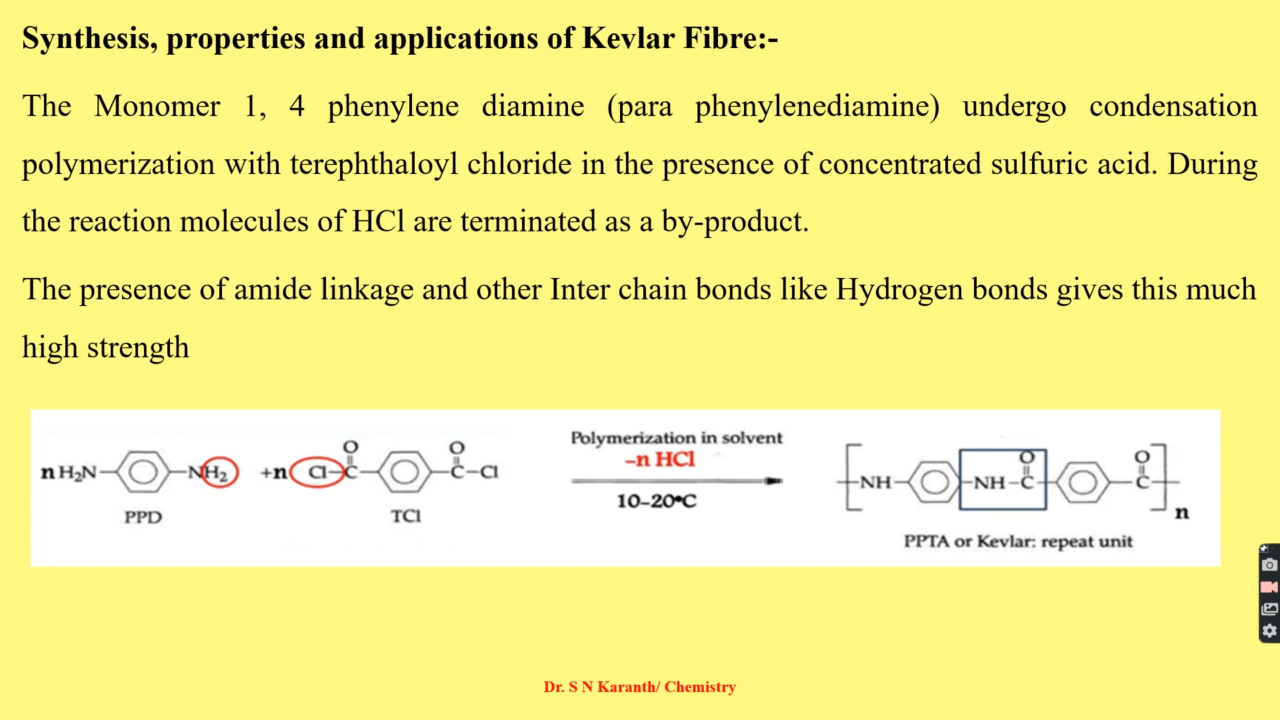 Synthesis, properties and applications of Kevlar Fibre:-
The Monomer 1, 4 phenylene diamine (para phenylenediamine) undergo condensation
polymerization with terephthaloyl chloride in the presence of concentrated sulfuric acid. During
the reaction molecules of HCl are terminated as a by-product.
The presence of amide linkage and other Inter chain bonds like Hydrogen bonds gives this much
high strength
O O Polymerization in solvent O O
n H₂N NH₂ +n Cl-C C-Cl -n HCl NH NH-C C n
10-20°C
PPD TCl
PPTA or Kevlar: repeat unit
Dr. S N Karanth/ Chemistry